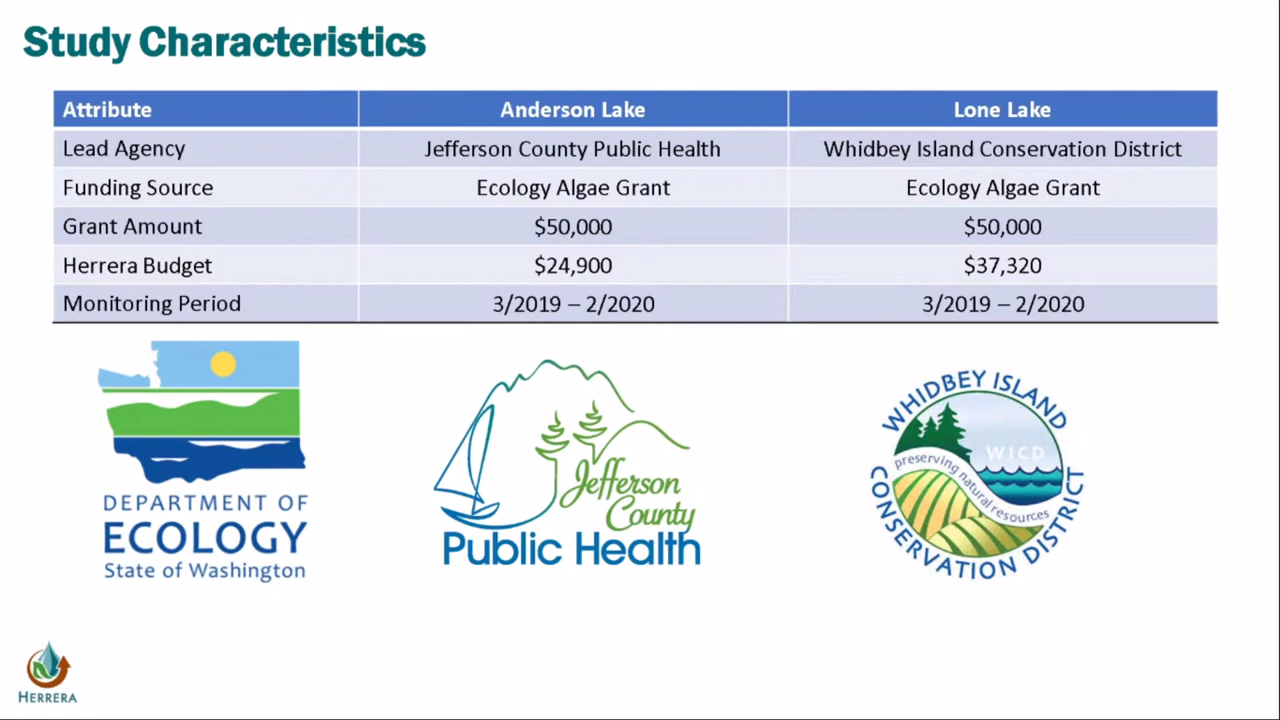 Study Characteristics
Attribute Anderson Lake Lone Lake
Lead Agency Jefferson County Public Health Whidbey Island Conservation District
Funding Source Ecology Algae Grant Ecology Algae Grant
Grant Amount $50,000 $50,000
Herrera Budget $24,900 $37,320
Monitoring Period 3/2019 – 2/2020 3/2019 – 2/2020
DEPARTMENT OF
ECOLOGY
State of Washington
Jefferson
County
Public Health
WHIDBEY ISLAND
WICD
preserving natural resources
CONSERVATION DISTRICT
HERRERA